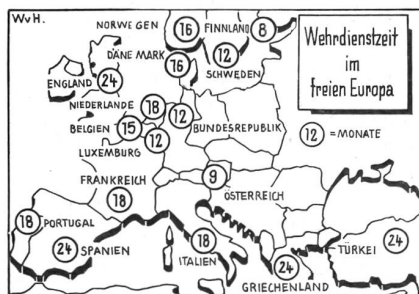 W.v.H.
NORWEGEN
16
FINNLAND
8
DÄNEMARK
16
12
SCHWEDEN
ENGLAND
24
NIEDERLANDE
18
12
BELGIEN
15
12
BUNDESREPUBLIK
LUXEMBURG
FRANKREICH
18
9
ÖSTERREICH
18
PORTUGAL
24
SPANIEN
18
ITALIEN
24
GRIECHENLAND
TÜRKEI
24
Wehrdienstzeit
im
freien Europa
12 = MONATE